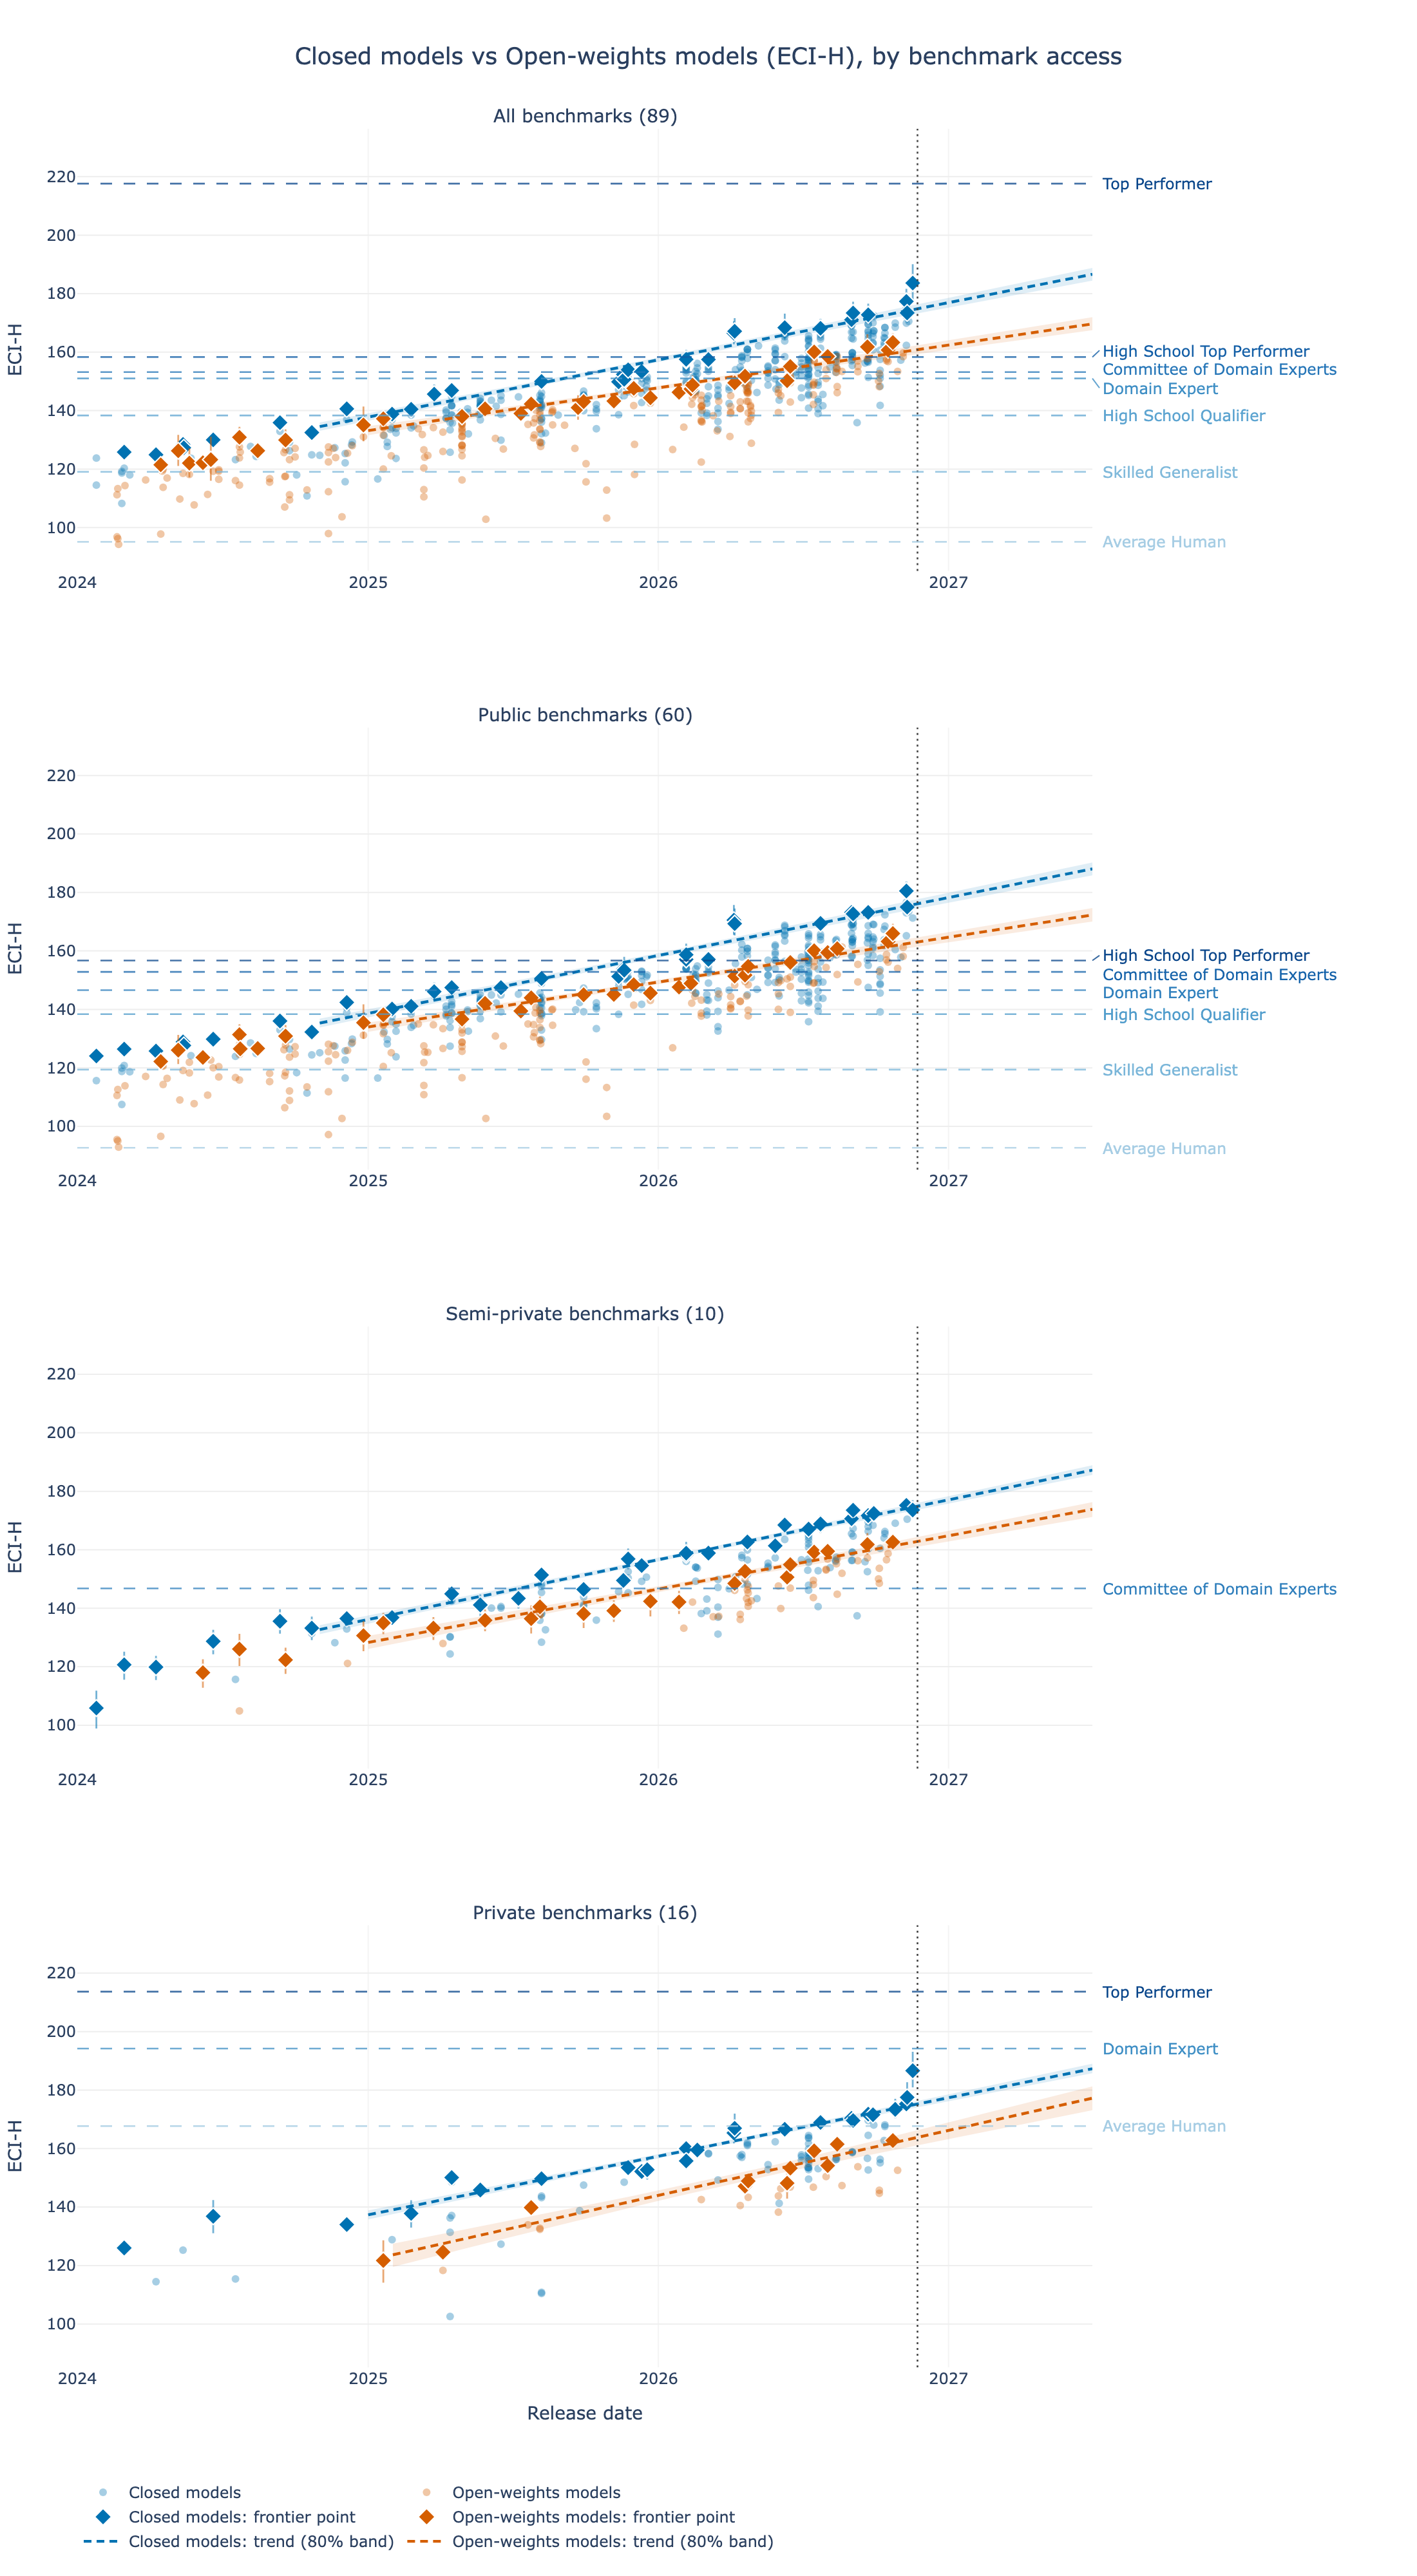 Closed models vs Open-weights models (ECI-H), by benchmark access
All benchmarks (89)
ECI-H
220
200
180
160
140
120
100
Top Performer
High School Top Performer
Committee of Domain Experts
Domain Expert
High School Qualifier
Skilled Generalist
Average Human
2024
2025
2026
2027
Public benchmarks (60)
ECI-H
220
200
180
160
140
120
100
High School Top Performer
Committee of Domain Experts
Domain Expert
High School Qualifier
Skilled Generalist
Average Human
2024
2025
2026
2027
Semi-private benchmarks (10)
ECI-H
220
200
180
160
140
120
100
Committee of Domain Experts
2024
2025
2026
2027
Private benchmarks (16)
ECI-H
220
200
180
160
140
120
100
Top Performer
Domain Expert
Average Human
2024
2025
2026
2027
Release date
Closed models
Open-weights models
Closed models: frontier point
Open-weights models: frontier point
Closed models: trend (80% band)
Open-weights models: trend (80% band)